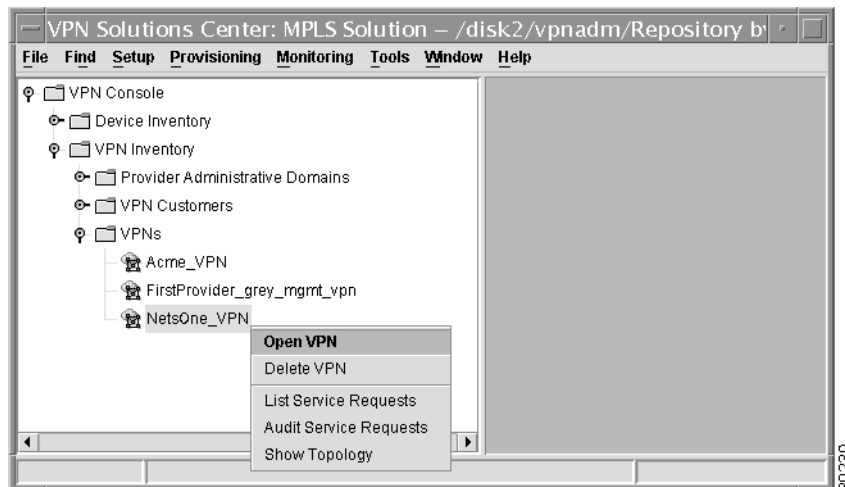 VPN Solutions Center: MPLS Solution – /disk2/vpnadm/Repository by
File Find Setup Provisioning Monitoring Tools Window Help
VPN Console
Device Inventory
VPN Inventory
Provider Administrative Domains
VPN Customers
VPNs
Acme_VPN
FirstProvider_grey_mgmt_vpn
NetsOne_VPN
Open VPN
Delete VPN
List Service Requests
Audit Service Requests
Show Topology